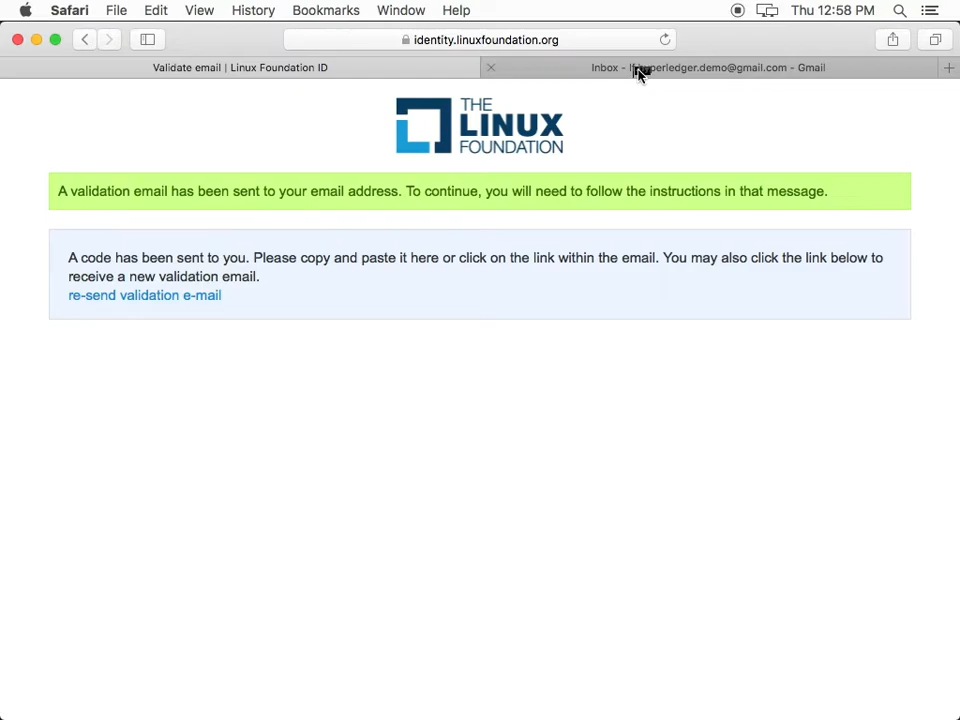 Safari File Edit View History Bookmarks Window Help Thu 12:58 PM
identity.linuxfoundation.org
Validate email | Linux Foundation ID
Inbox - hyperledger.demo@gmail.com - Gmail
THE
LINUX
FOUNDATION
A validation email has been sent to your email address. To continue, you will need to follow the instructions in that message.
A code has been sent to you. Please copy and paste it here or click on the link within the email. You may also click the link below to
receive a new validation email.
re-send validation e-mail